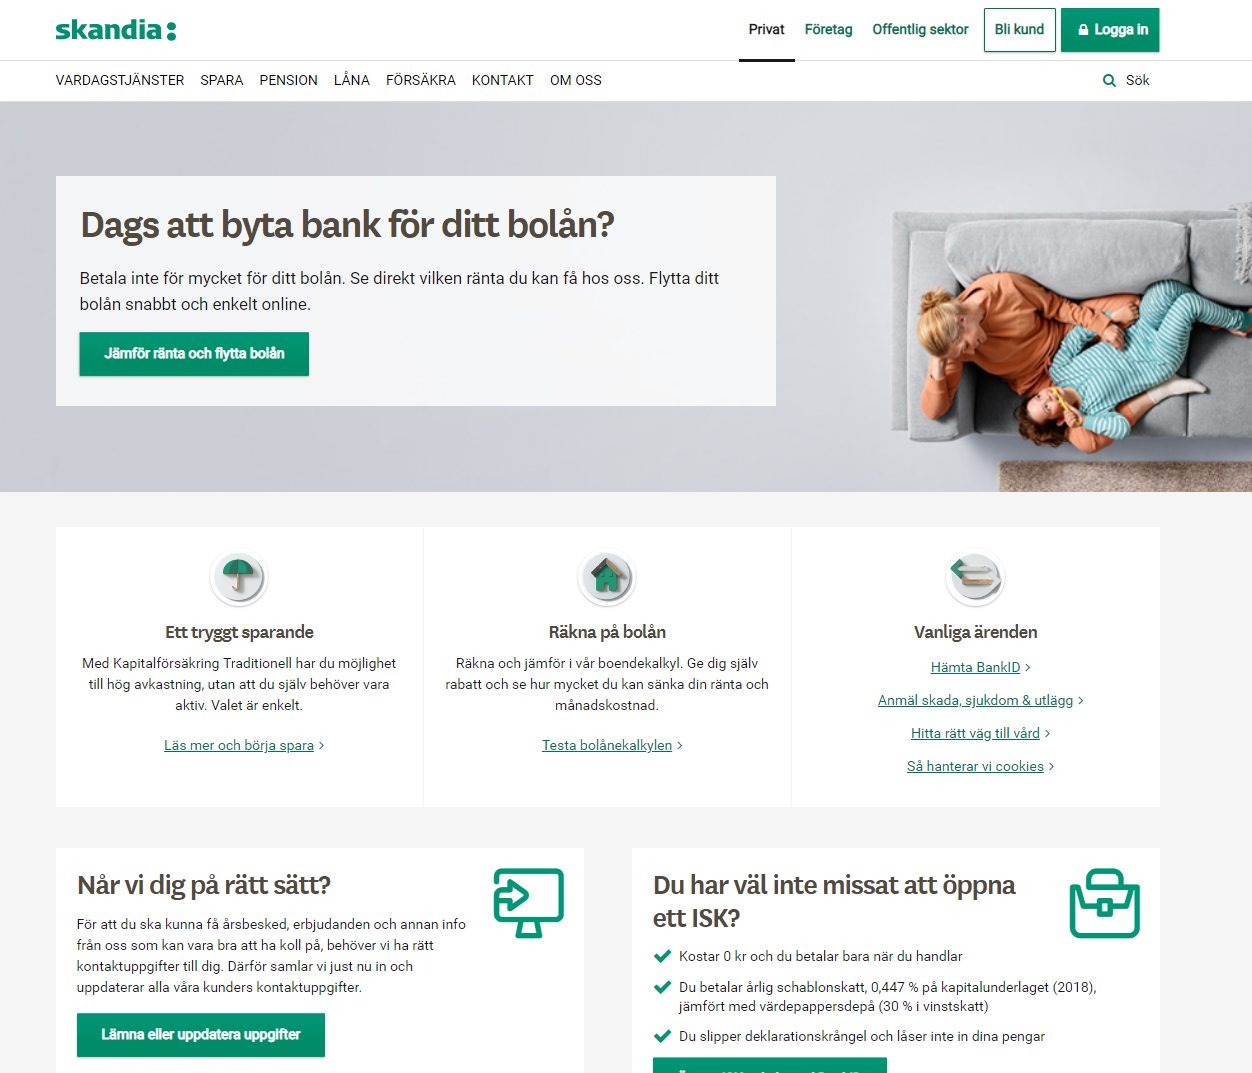 skandia:
Privat
Företag
Offentlig sektor
Bli kund
Logga in
VARDAGSTJÄNSTER
SPARA
PENSION
LÅNA
FÖRSÄKRA
KONTAKT
OM OSS
Sök
Dags att byta bank för ditt bolån?
Betala inte för mycket för ditt bolån. Se direkt vilken ränta du kan få hos oss. Flytta ditt
bolån snabbt och enkelt online.
Jämför ränta och flytta bolån
Ett tryggt sparande
Med Kapitalförsäkring Traditionell har du möjlighet
till hög avkastning, utan att du själv behöver vara
aktiv. Valet är enkelt.
Läs mer och börja spara
Räkna på bolån
Räkna och jämför i vår boendekalkyl. Ge dig själv
rabatt och se hur mycket du kan sänka din ränta och
månadskostnad.
Testa bolånekalkylen
Vanliga ärenden
Hämta BankID
Anmäl skada, sjukdom & utlägg
Hitta rätt väg till vård
Så hanterar vi cookies
Når vi dig på rätt sätt?
För att du ska kunna få årsbesked, erbjudanden och annan info
från oss som kan vara bra att ha koll på, behöver vi ha rätt
kontaktuppgifter till dig. Därför samlar vi just nu in och
uppdaterar alla våra kunders kontaktuppgifter.
Lämna eller uppdatera uppgifter
Du har väl inte missat att öppna
ett ISK?
Kostar 0 kr och du betalar bara när du handlar
Du betalar årlig schablonskatt, 0,447 % på kapitalunderlaget (2018),
jämfört med värdepappersdepå (30 % i vinstskatt)
Du slipper deklarationskrångel och låser inte in dina pengar